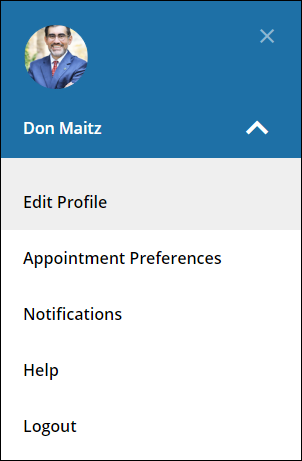 Don Maitz
Edit Profile
Appointment Preferences
Notifications
Help
Logout